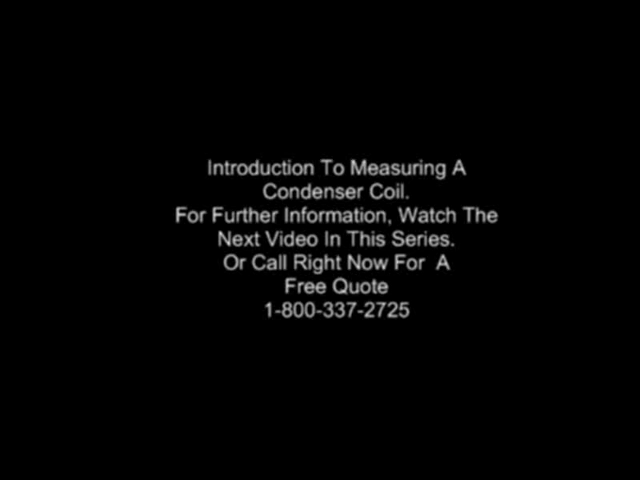 Introduction To Measuring A
Condenser Coil.
For Further Information, Watch The
Next Video In This Series.
Or Call Right Now For  A
Free Quote
1-800-337-2725